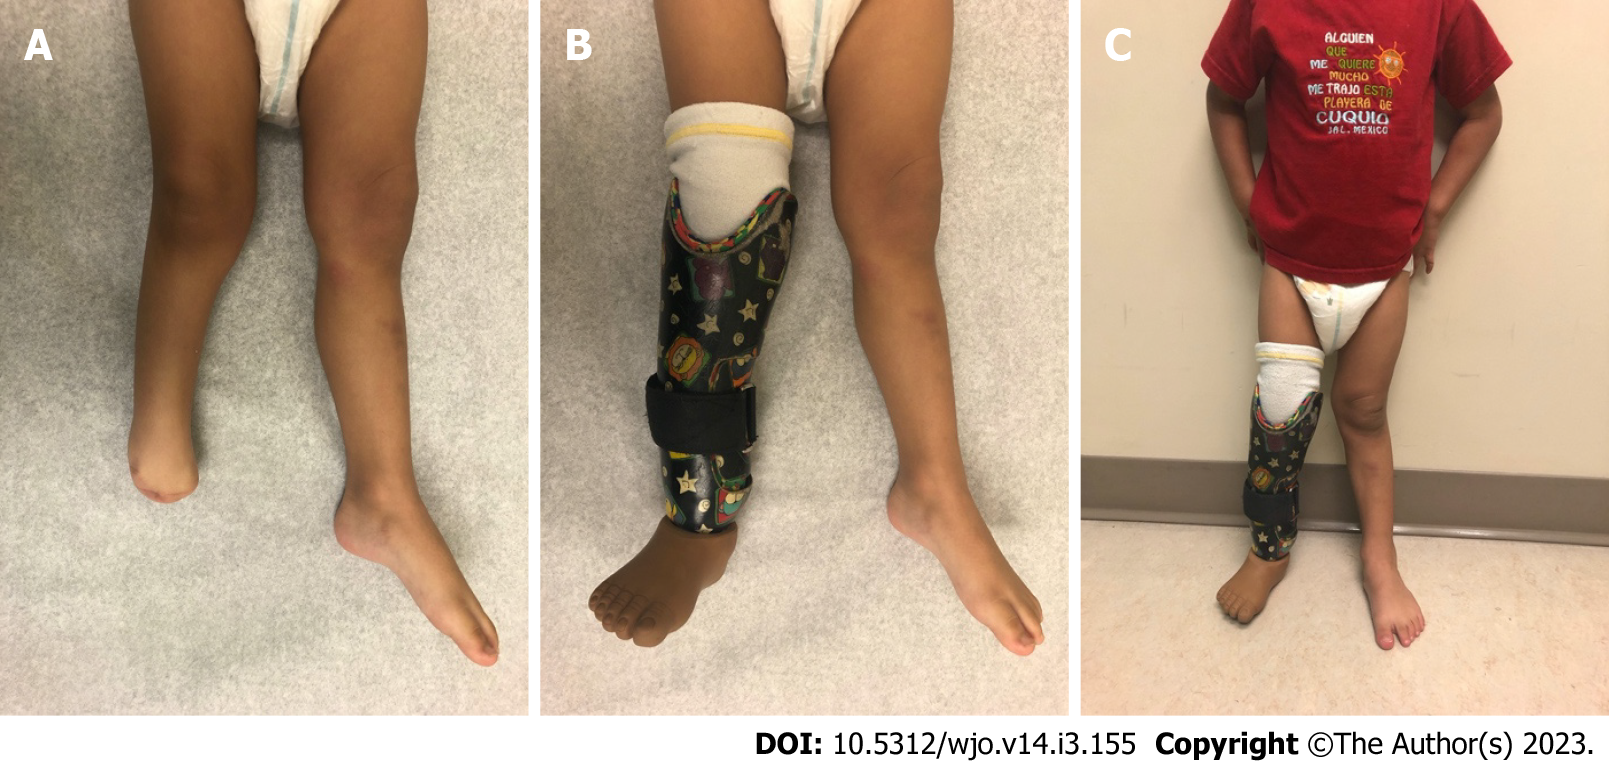 A
B
C
ALGUIEN
QUE
ME QUIERE
MUCHO
ME TRAJO ESTA
PLAYERA DE
CUQUIO
JAL. MEXICO
DOI: 10.5312/wjo.v14.i3.155 Copyright ©The Author(s) 2023.